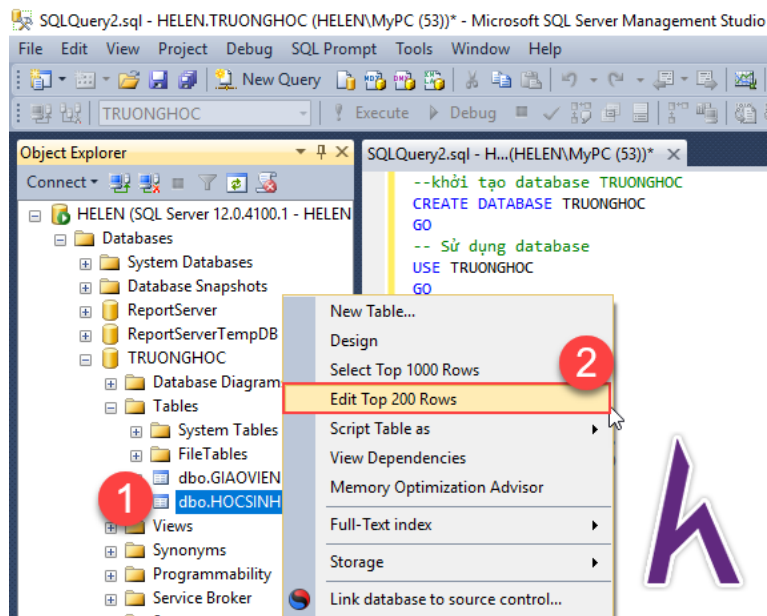 SQLQuery2.sql - HELEN.TRUONGHOC (HELEN\MyPC (53))* - Microsoft SQL Server Management Studio
File Edit View Project Debug SQL Prompt Tools Window Help
New Query
TRUONGHOC Execute Debug
Object Explorer
SQLQuery2.sql - H...(HELEN\MyPC (53))*
Connect
HELEN (SQL Server 12.0.4100.1 - HELEN
Databases
System Databases
Database Snapshots
ReportServer
ReportServerTempDB
TRUONGHOC
Database Diagram
Tables
System Tables
FileTables
dbo.GIAOVIEN
1
dbo.HOCSINH
Views
Synonyms
Programmability
Service Broker
--khởi tạo database TRUONGHOC
CREATE DATABASE TRUONGHOC
GO
-- Sử dụng database
USE TRUONGHOC
GO
New Table...
Design
Select Top 1000 Rows
2
Edit Top 200 Rows
Script Table as
View Dependencies
Memory Optimization Advisor
Full-Text index
Storage
Link database to source control...